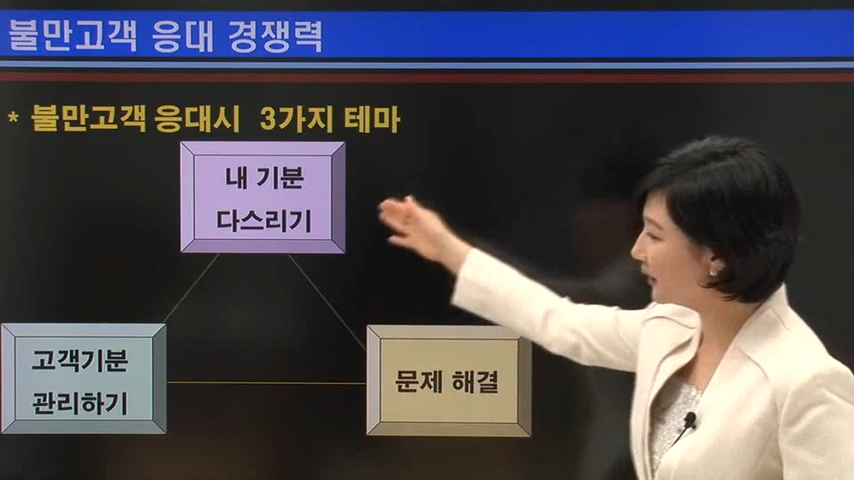 불만고객 응대 경쟁력
* 불만고객 응대시 3가지 테마
내 기분
다스리기
고객기분
관리하기
문제 해결